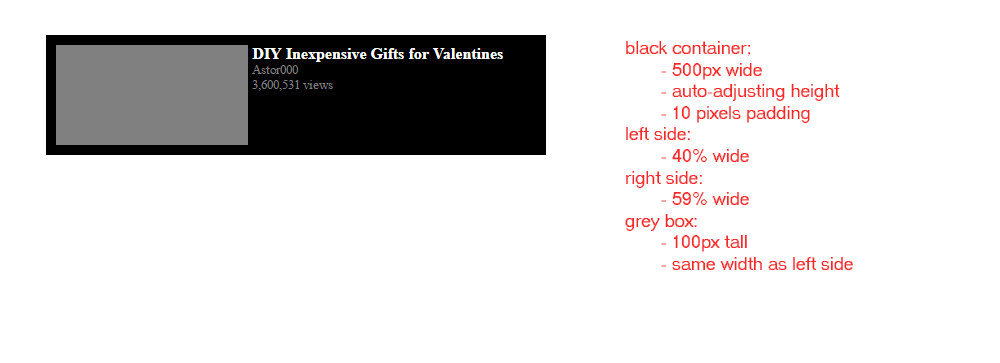 DIY Inexpensive Gifts for Valentines
Astor000
3,600,531 views
black container:
- 500px wide
- auto-adjusting height
- 10 pixels padding
left side:
- 40% wide
right side:
- 59% wide
grey box:
- 100px tall
- same width as left side